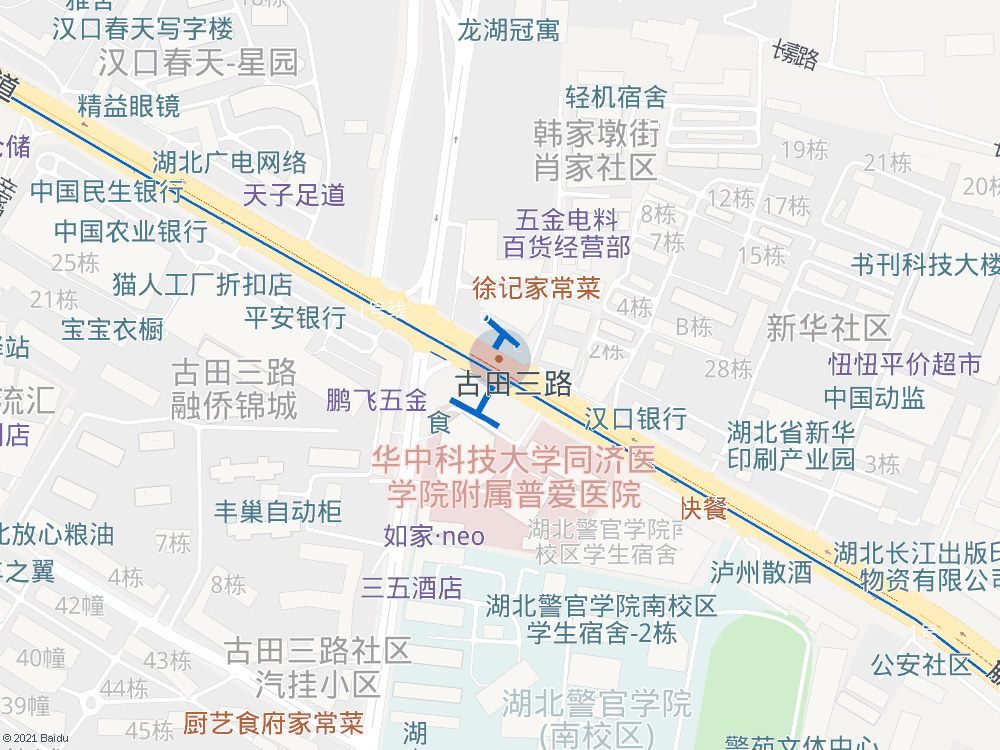 雅舍
18栋
汉口春天写字楼
龙湖冠寓
汉口春天-星园
长嘉路
道
精益眼镜
轻机宿舍
韩家墩街
肖家社区
仓储
湖北广电网络
19栋
21栋
中国民生银行
天子足道
12栋
20栋
17栋
五金电料
百货经营部
8栋
7栋
中国农业银行
25栋
15栋
书刊科技大楼
猫人工厂折扣店
徐记家常菜
21栋
1号线
4栋
B栋
宝宝衣橱
平安银行
新华社区
驿站
2栋
28栋
忸忸平价超市
古田三路
融侨锦城
古田三路
流汇
鹏飞五金
中国动监
食
汉口银行
湖北省新华
印刷产业园
3栋
华中科技大学同济医
学院附属普爱医院
丰巢自动柜
快餐
湖北警官学院南
校区学生宿舍
北放心粮油
7栋
如家·neo
湖北长江出版印
物资有限公司
车之翼
4栋
8栋
三五酒店
泸州散酒
42幢
湖北警官学院南校区
学生宿舍-2栋
1号
古田三路社区
汽挂小区
40幢
43栋
公安社区
44栋
39幢
湖北警官学院
(南校区)
45栋
厨艺食府家常菜
湖
警苑文体中心
© 2021 Baidu